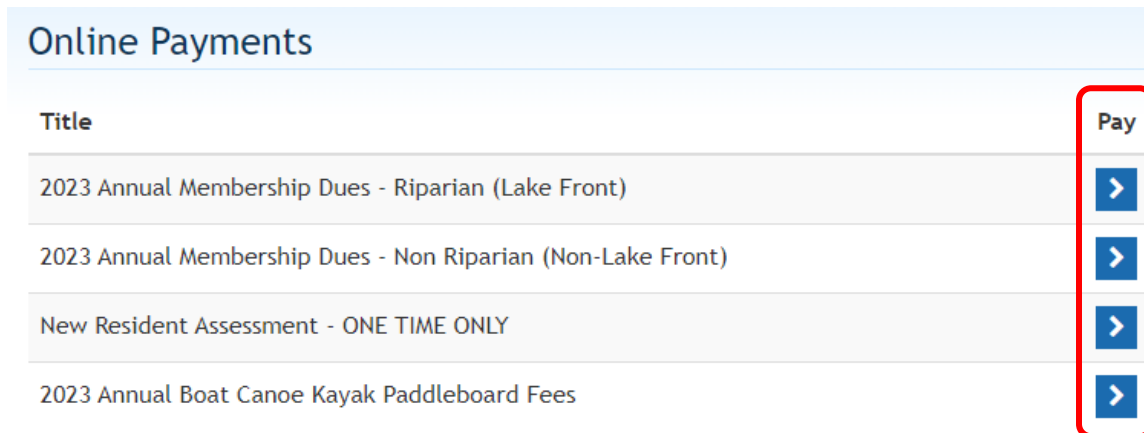 Online Payments
Title Pay
2023 Annual Membership Dues - Riparian (Lake Front)
2023 Annual Membership Dues - Non Riparian (Non-Lake Front)
New Resident Assessment - ONE TIME ONLY
2023 Annual Boat Canoe Kayak Paddleboard Fees